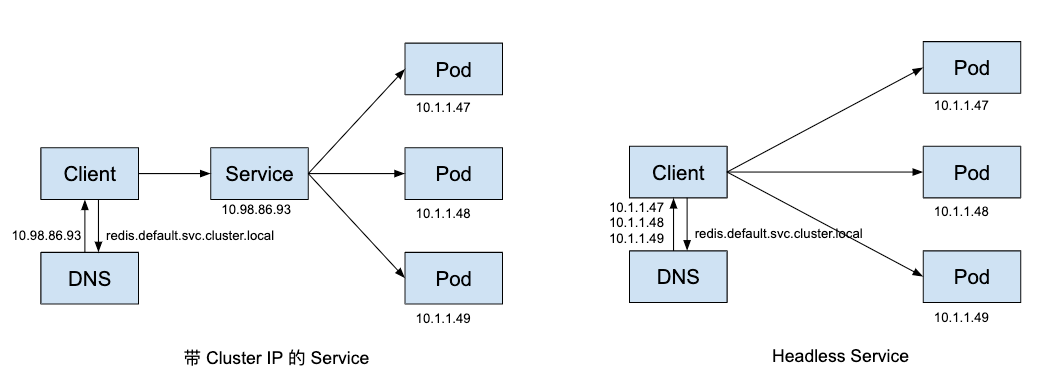 Pod
10.1.1.47
Client
Service
Pod
10.98.86.93
10.1.1.48
10.98.86.93
redis.default.svc.cluster.local
DNS
Pod
10.1.1.49
带 Cluster IP 的 Service
Pod
10.1.1.47
Client
Pod
10.1.1.47
10.1.1.48
10.1.1.49
10.1.1.48
redis.default.svc.cluster.local
DNS
Pod
10.1.1.49
Headless Service